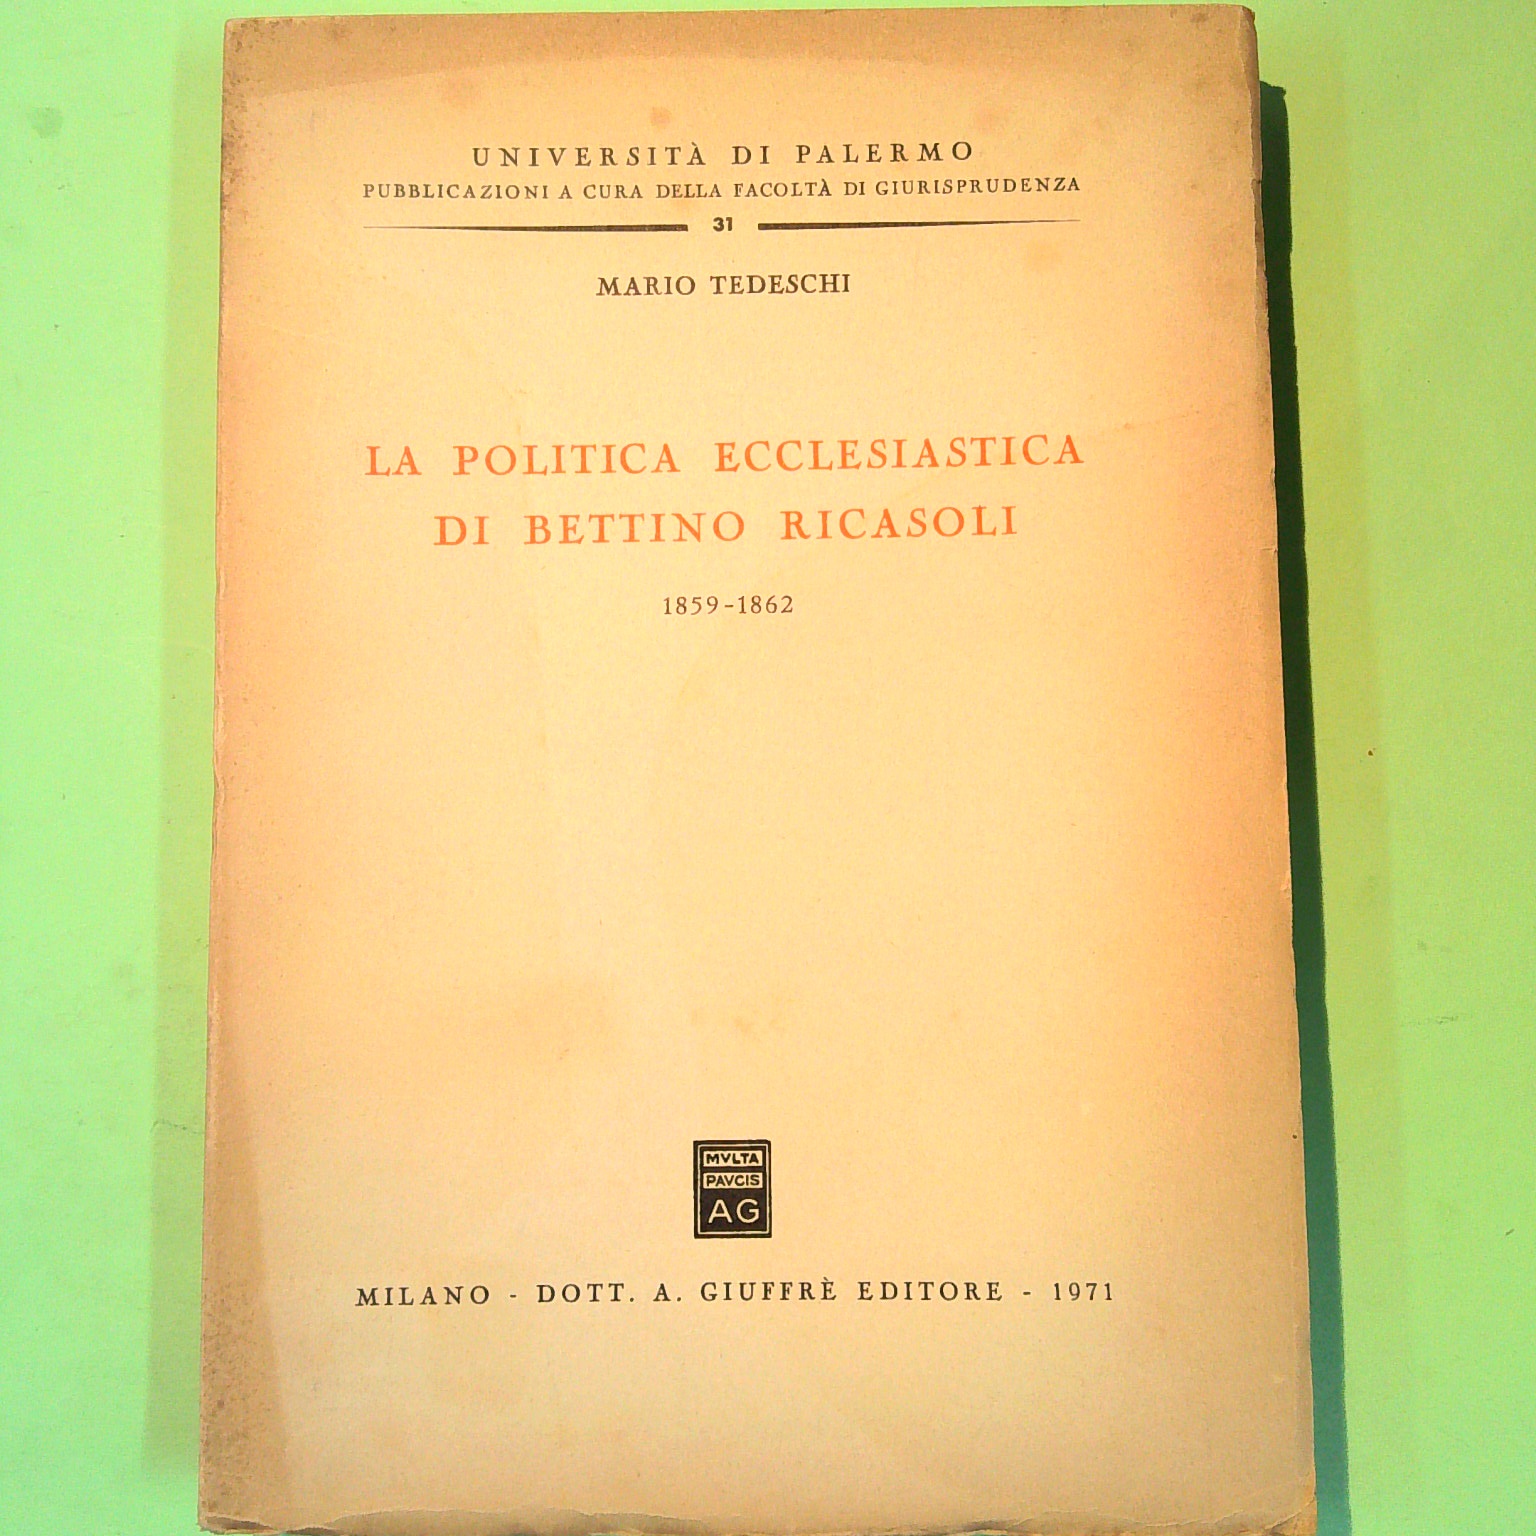 UNIVERSITÀ DI PALERMO
PUBBLICAZIONI A CURA DELLA FACOLTÀ DI GIURISPRUDENZA
31
MARIO TEDESCHI
LA POLITICA ECCLESIASTICA
DI BETTINO RICASOLI
1859-1862
MVLTA
PAVCIS
AG
MILANO - DOTT. A. GIUFFRÈ EDITORE - 1971